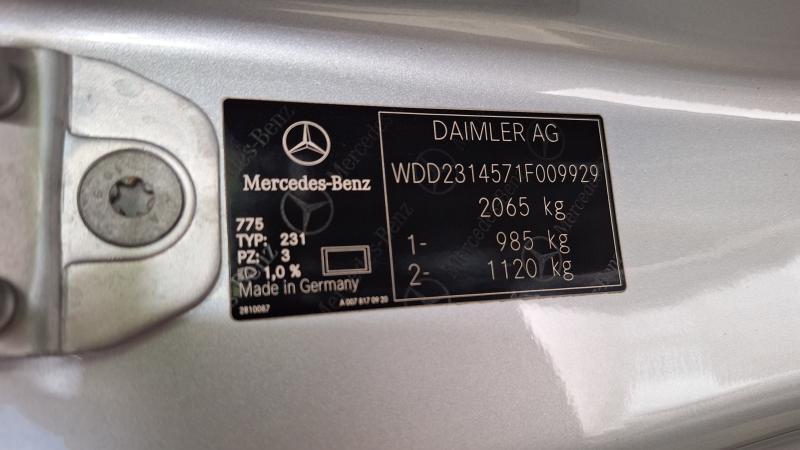 Mercedes-Benz
775
TYP: 231
PZ: 3
1,0 %
Made in Germany
2810087
A 007 817 09 20
DAIMLER AG
WDD2314571F009929
2065 kg
1- 985 kg
2- 1120 kg